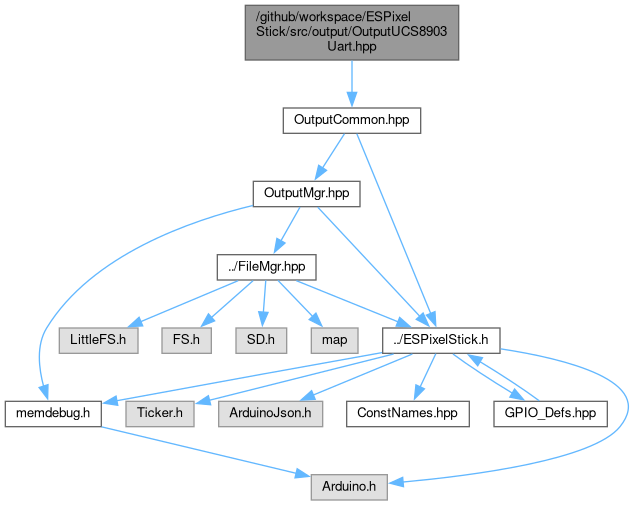 /github/workspace/ESPixel
Stick/src/output/OutputUCS8903
Uart.hpp
OutputCommon.hpp
OutputMgr.hpp
../FileMgr.hpp
LittleFS.h
FS.h
SD.h
map
../ESPixelStick.h
memdebug.h
Ticker.h
ArduinoJson.h
ConstNames.hpp
GPIO_Defs.hpp
Arduino.h